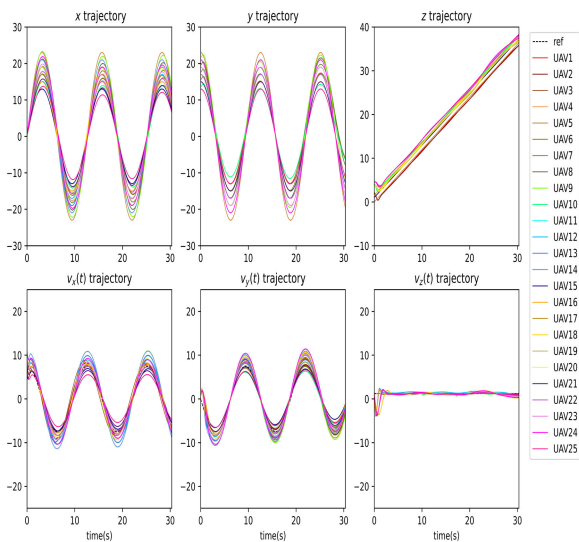 x trajectory
y trajectory
z trajectory
30
20
10
0
−10
−20
−30
0 10 20 30
30
20
10
0
−10
−20
−30
0 10 20 30
40
30
20
10
0
−10
0 10 20 30
vx(t) trajectory
vy(t) trajectory
vz(t) trajectory
20
10
0
−10
−20
0 10 20 30
time(s)
20
10
0
−10
−20
0 10 20 30
time(s)
20
10
0
−10
−20
0 10 20 30
time(s)
ref
UAV1
UAV2
UAV3
UAV4
UAV5
UAV6
UAV7
UAV8
UAV9
UAV10
UAV11
UAV12
UAV13
UAV14
UAV15
UAV16
UAV17
UAV18
UAV19
UAV20
UAV21
UAV22
UAV23
UAV24
UAV25